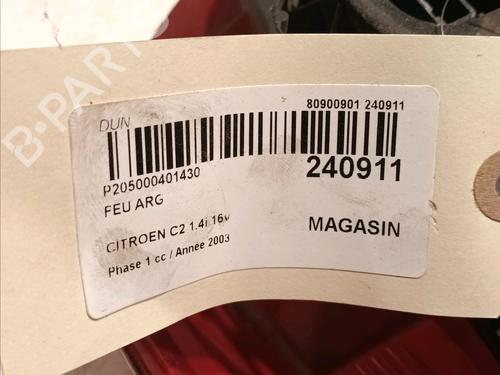 DUN
80900901 240911
P205000401430
240911
FEU ARG
CITROEN C2 1.4i 16v
MAGASIN
Phase 1 cc / Année 2003
B-PARTS